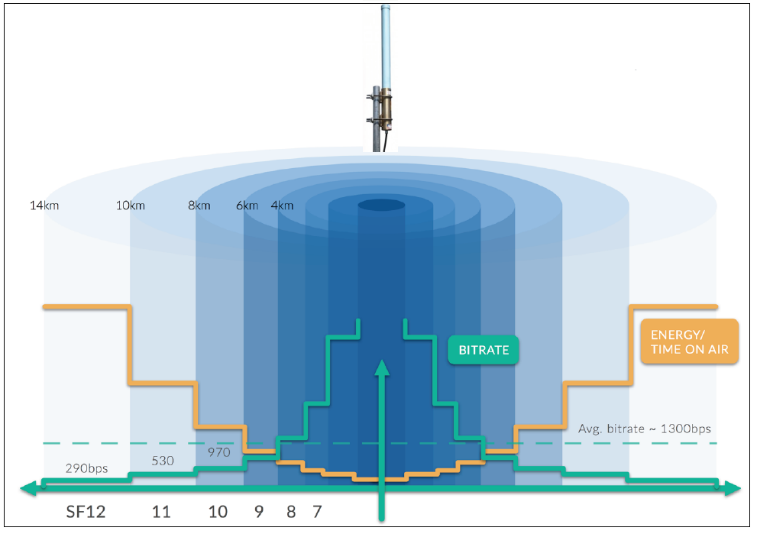 14km 10km 8km 6km 4km
BITRATE
ENERGY/
TIME ON AIR
Avg. bitrate ~ 1300bps
290bps 530 970
SF12 11 10 9 8 7